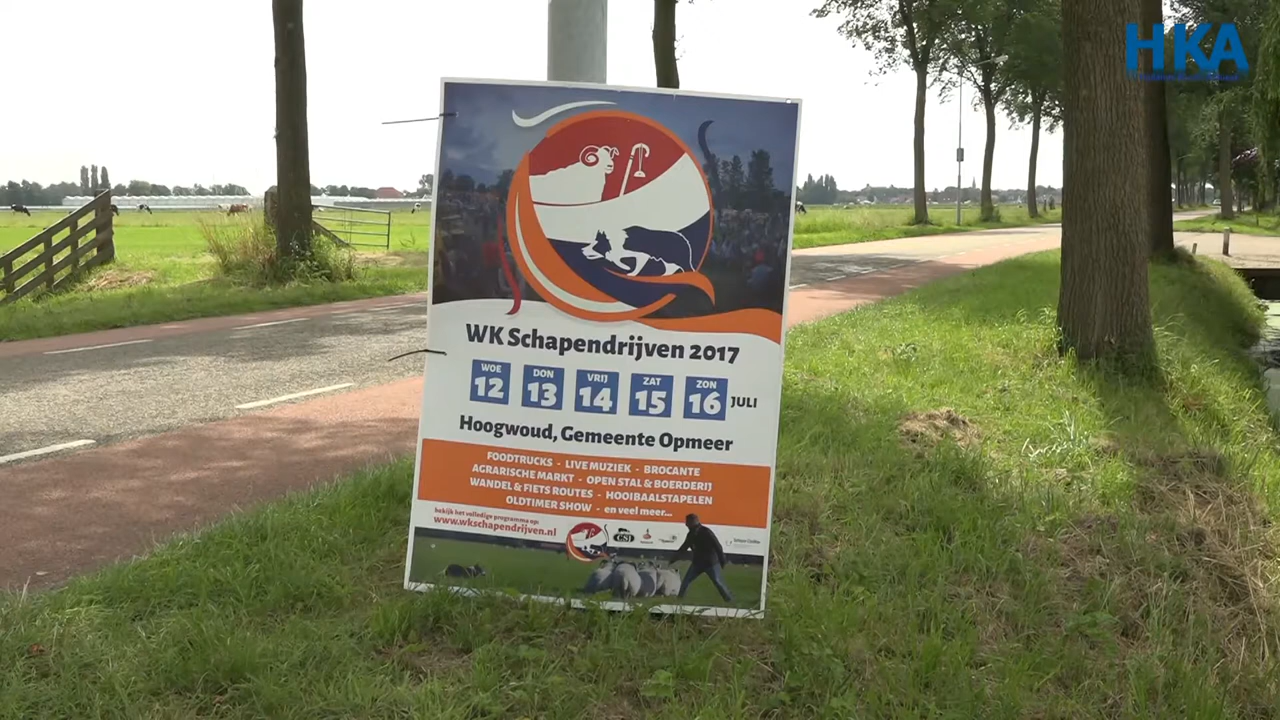 HKA
WK Schapendrijven 2017
WOE 12 DON 13 VRIJ 14 ZAT 15 ZON 16 JULI
Hoogwoud, Gemeente Opmeer
FOODTRUCKS - LIVE MUZIEK - BROCANTE
AGRARISCHE MARKT - OPEN STAL & BOERDERIJ
WANDEL & FIETS ROUTES - HOOIBAALSTAPELEN
OLDTIMER SHOW - en veel meer...
bekijk het volledige programma op:
www.wkschapendrijven.nl